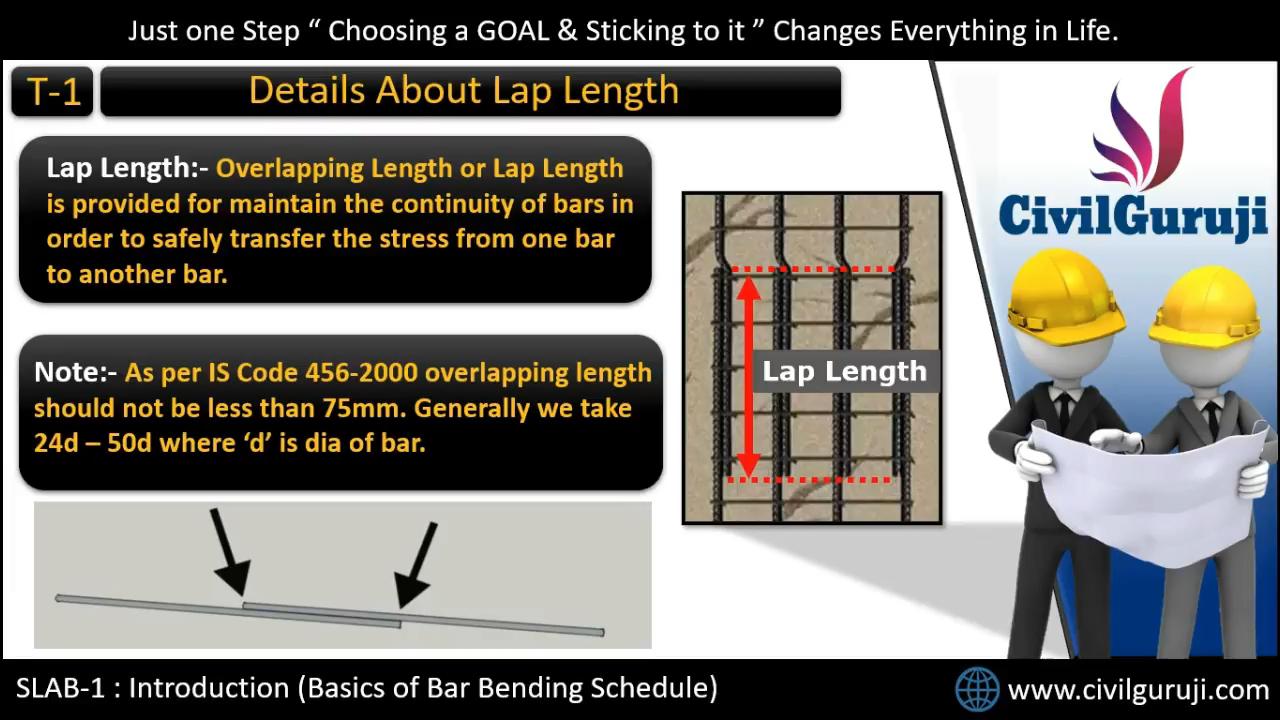 Just one Step “ Choosing a GOAL & Sticking to it ” Changes Everything in Life.
T-1
Details About Lap Length
Lap Length:- Overlapping Length or Lap Length
is provided for maintain the continuity of bars in
order to safely transfer the stress from one bar
to another bar.
Note:- As per IS Code 456-2000 overlapping length
should not be less than 75mm. Generally we take
24d – 50d where ‘d’ is dia of bar.
Lap Length
CivilGuruji
SLAB-1 : Introduction (Basics of Bar Bending Schedule)
www.civilguruji.com